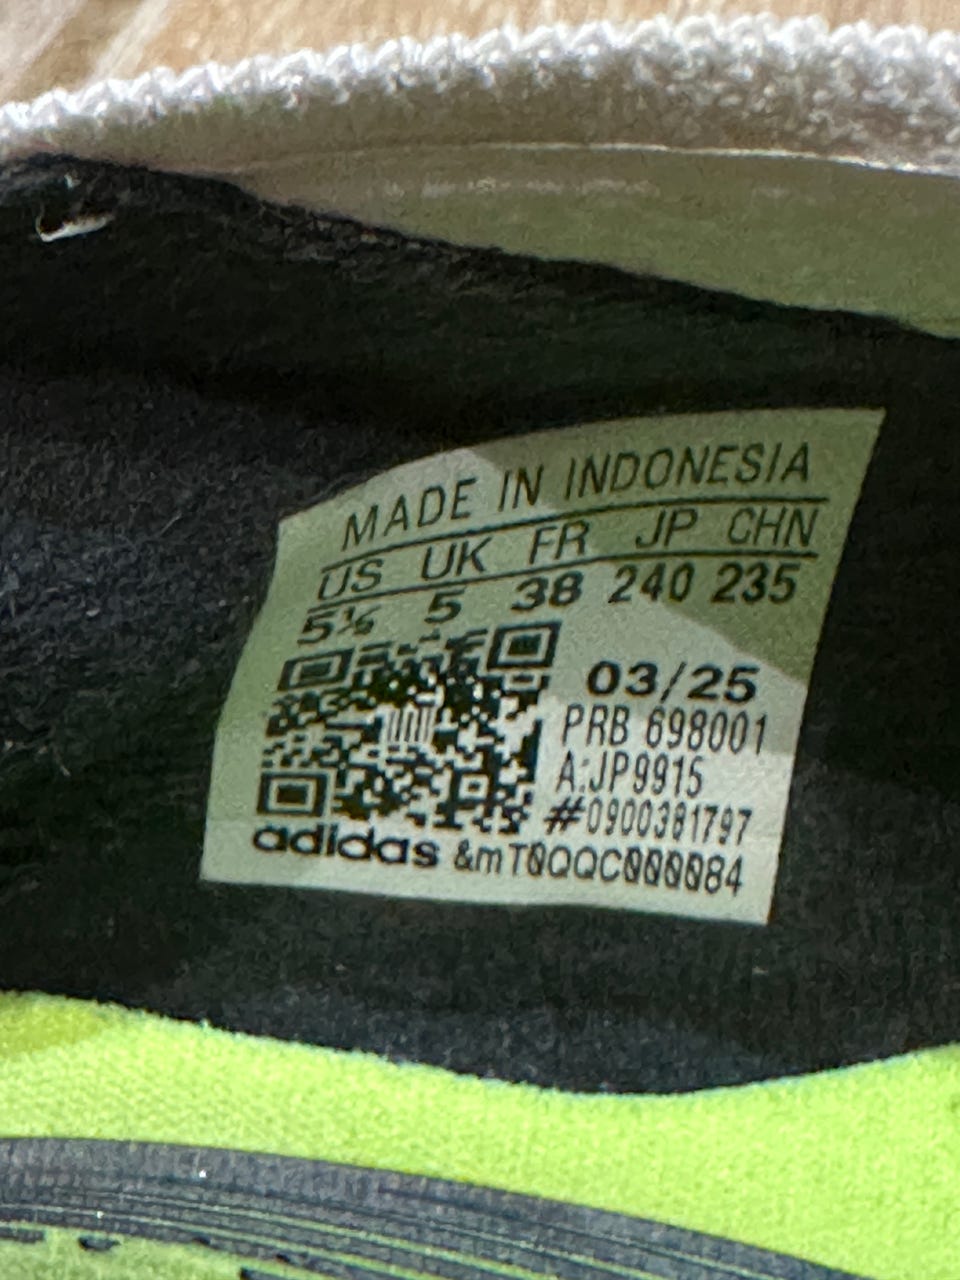 MADE IN INDONESIA
US UK FR JP CHN
5½ 5 38 240 235
03/25
PRB 698001
A:JP9915
#0900381797
adidas &mT0QQC000084